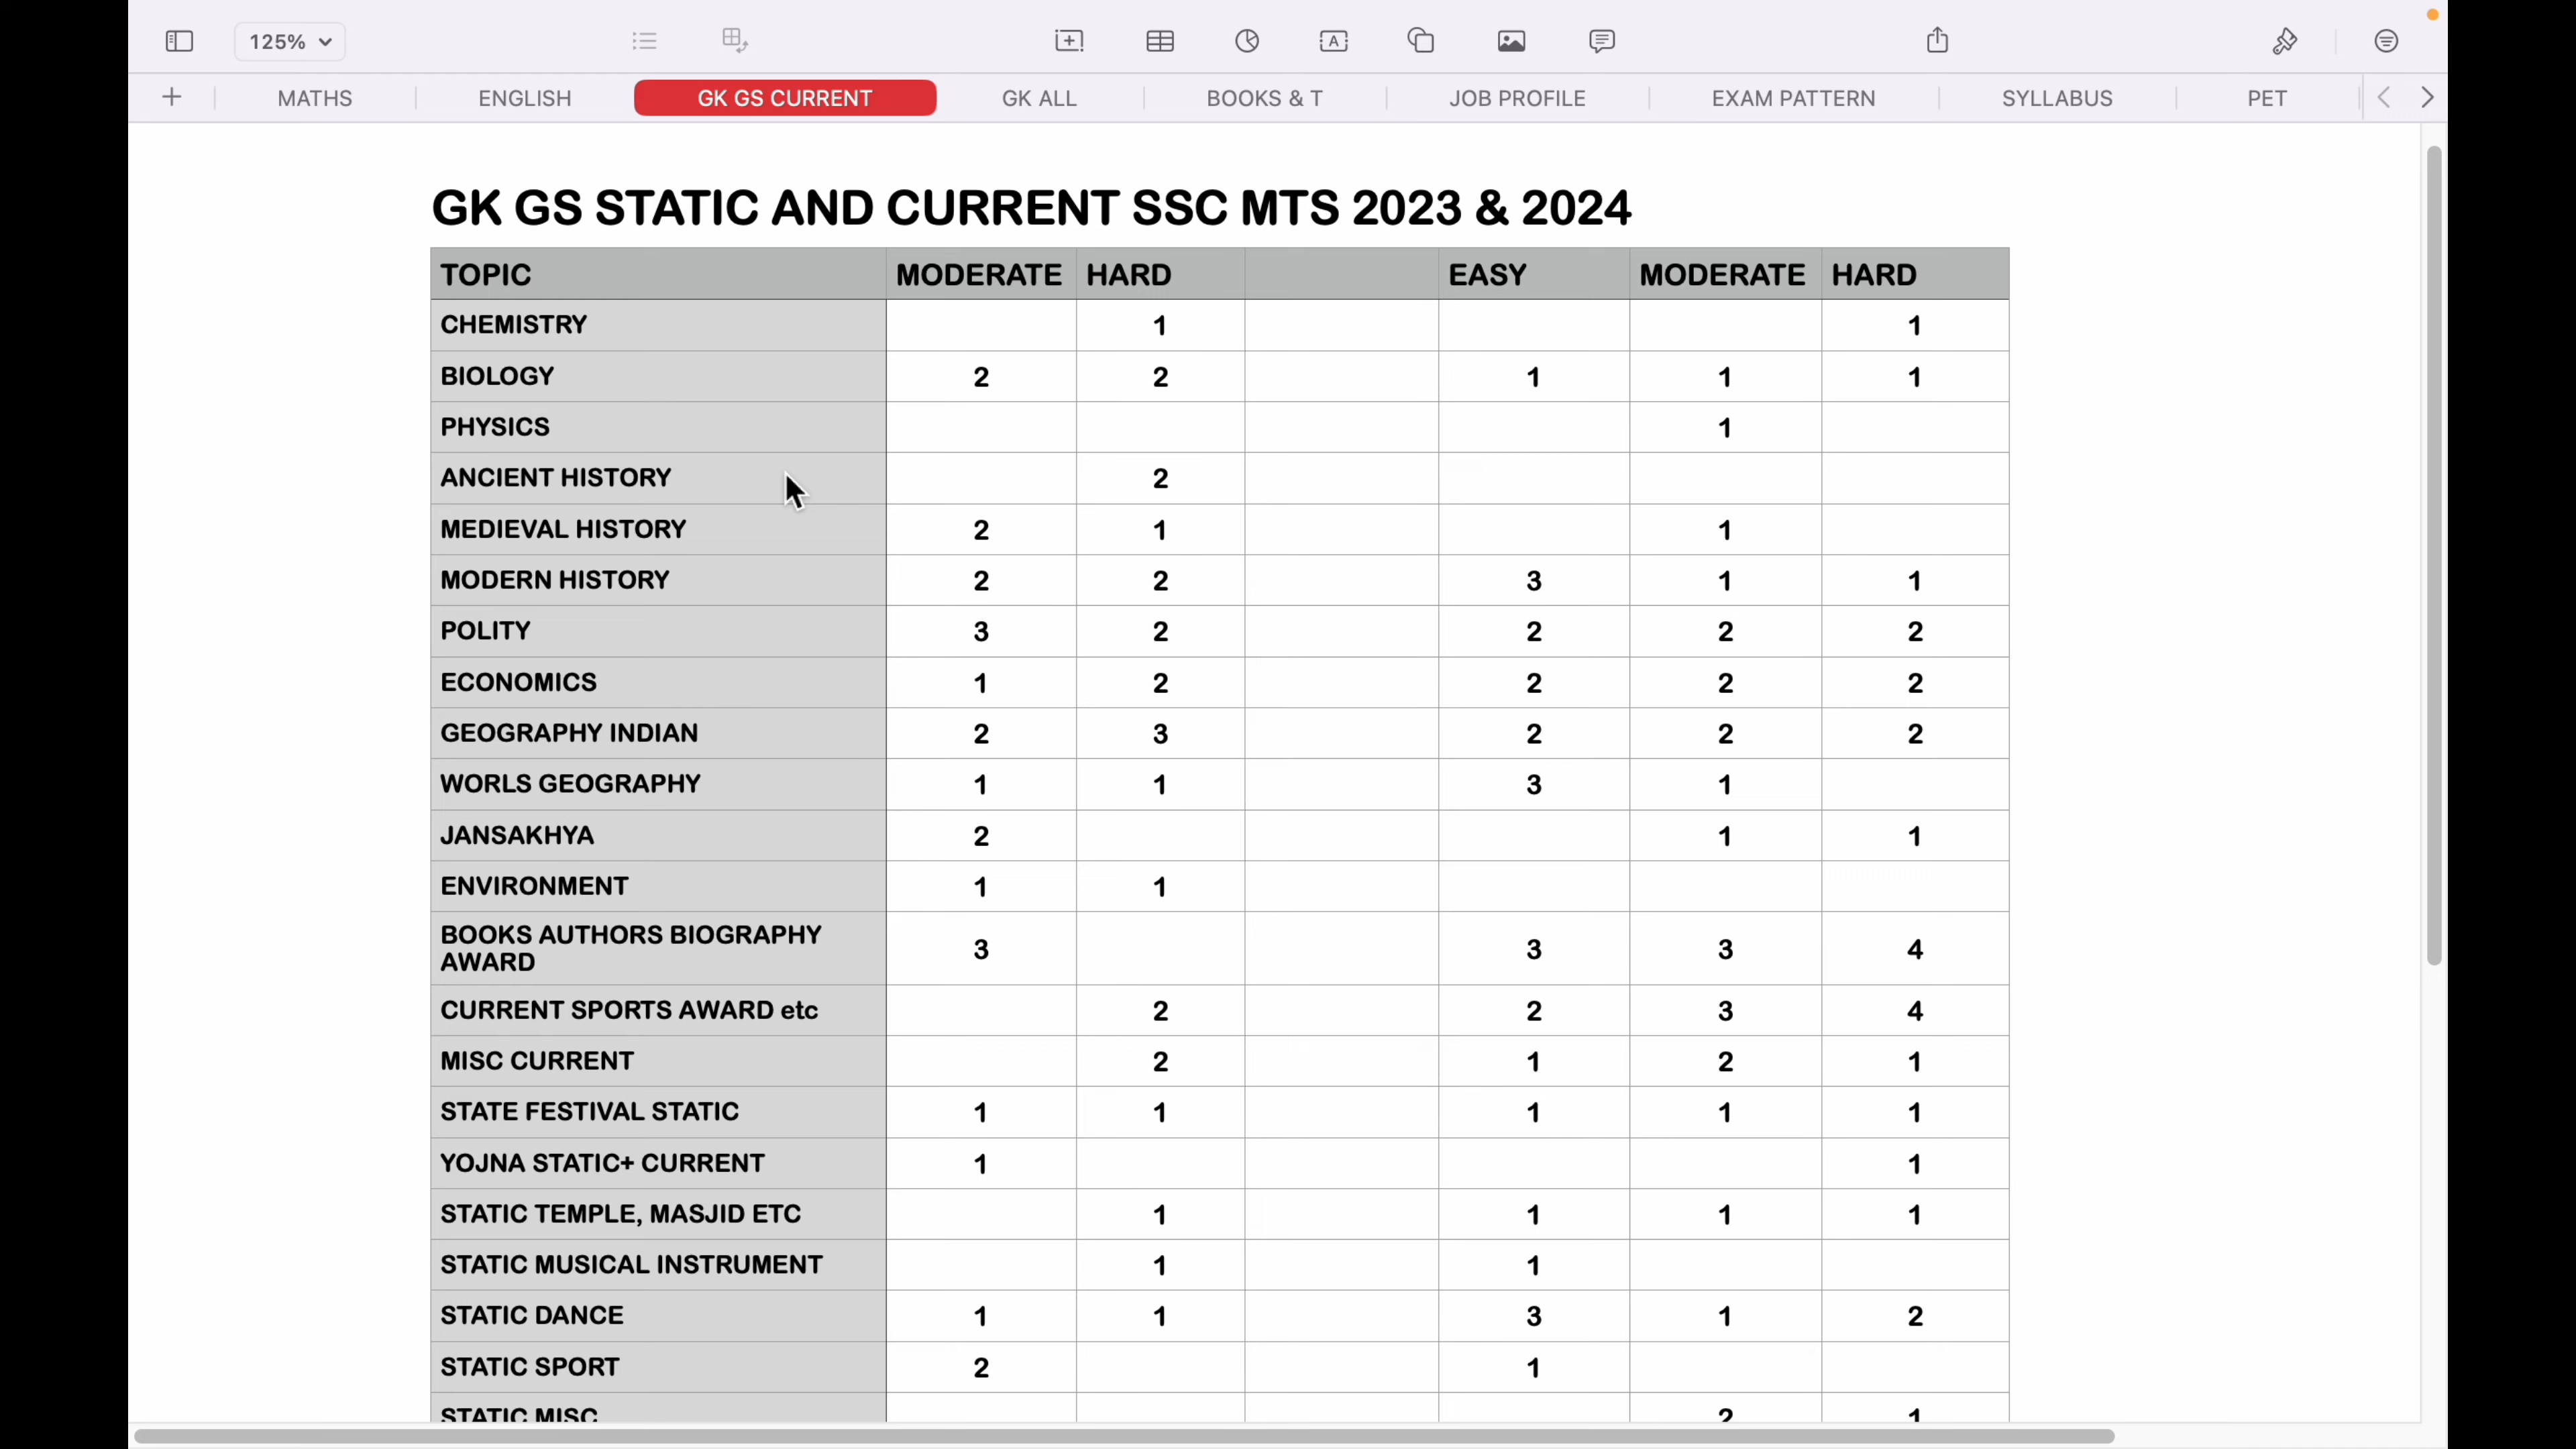 125%
MATHS ENGLISH GK GS CURRENT GK ALL BOOKS & T JOB PROFILE EXAM PATTERN SYLLABUS PET
GK GS STATIC AND CURRENT SSC MTS 2023 & 2024
TOPIC MODERATE HARD EASY MODERATE HARD
CHEMISTRY 1 1
BIOLOGY 2 2 1 1 1
PHYSICS 1
ANCIENT HISTORY 2
MEDIEVAL HISTORY 2 1 1
MODERN HISTORY 2 2 3 1 1
POLITY 3 2 2 2 2
ECONOMICS 1 2 2 2 2
GEOGRAPHY INDIAN 2 3 2 2 2
WORLS GEOGRAPHY 1 1 3 1
JANSAKHYA 2 1 1
ENVIRONMENT 1 1
BOOKS AUTHORS BIOGRAPHY
AWARD 3 3 3 4
CURRENT SPORTS AWARD etc 2 2 3 4
MISC CURRENT 2 1 2 1
STATE FESTIVAL STATIC 1 1 1 1 1
YOJNA STATIC+ CURRENT 1 1
STATIC TEMPLE, MASJID ETC 1 1 1 1
STATIC MUSICAL INSTRUMENT 1 1
STATIC DANCE 1 1 3 1 2
STATIC SPORT 2 1
STATIC MISC 2 1